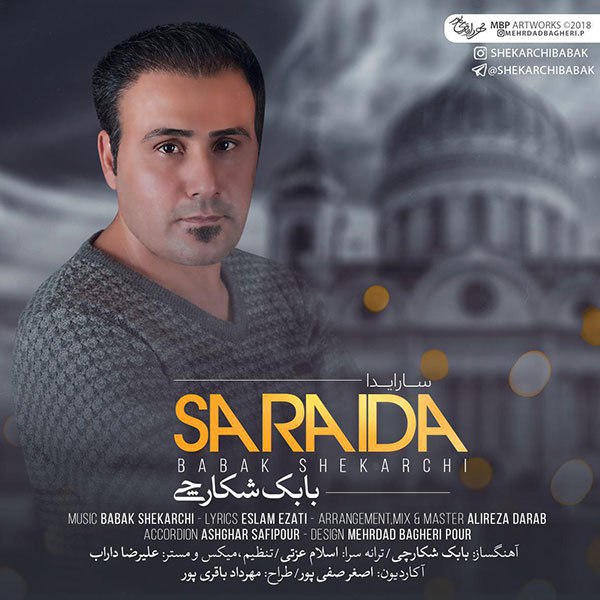 MBP ARTWORKS ©2018
MEHRDADBAGHERI.P
SHEKARCHIBABAK
@SHEKARCHIBABAK
سارایدا
SARAIDA
BABAK SHEKARCHI
بابک شکارچی
MUSIC BABAK SHEKARCHI - LYRICS ESLAM EZATI - ARRANGEMENT,MIX & MASTER ALIREZA DARAB
ACCORDION ASHGHAR SAFIPOUR - DESIGN MEHRDAD BAGHERI POUR
آهنگساز: بابک شکارچی/ ترانه سرا: اسلام عزتی/ تنظیم ،میکس و مستر: علیرضا داراب
آکاردیون: اصغر صفی پور/ طراح: مهرداد باقری پور